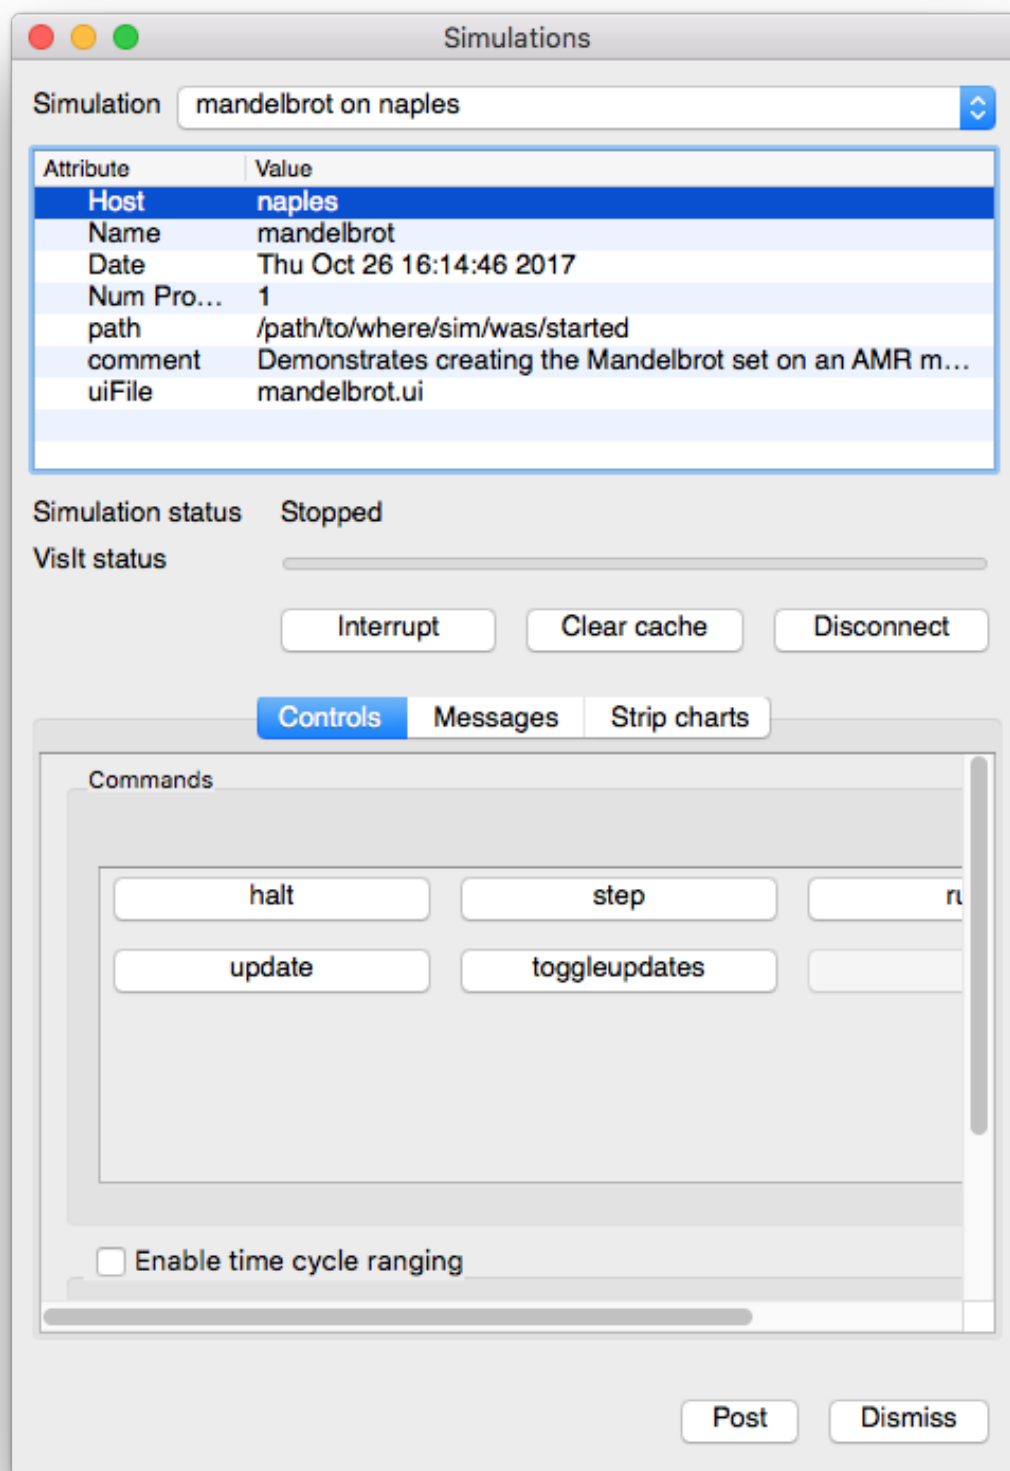 Simulations
Simulation mandelbrot on naples
Attribute Value
Host naples
Name mandelbrot
Date Thu Oct 26 16:14:46 2017
Num Pro... 1
path /path/to/where/sim/was/started
comment Demonstrates creating the Mandelbrot set on an AMR m...
uiFile mandelbrot.ui
Simulation status Stopped
VisIt status
Interrupt Clear cache Disconnect
Controls Messages Strip charts
Commands
halt step
update toggleupdates
Enable time cycle ranging
Post Dismiss